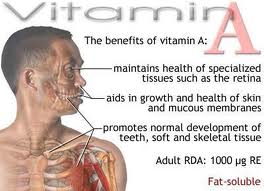 Vitamin A
The benefits of vitamin A:
maintains health of specialized
tissues such as the retina
aids in growth and health of skin
and mucous membranes
promotes normal development of
teeth, soft and skeletal tissue
Adult RDA: 1000 µg RE
Fat-soluble